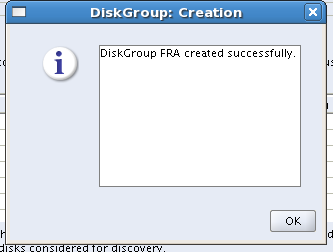 DiskGroup: Creation
DiskGroup FRA created successfully.
OK
disks considered for discovery.